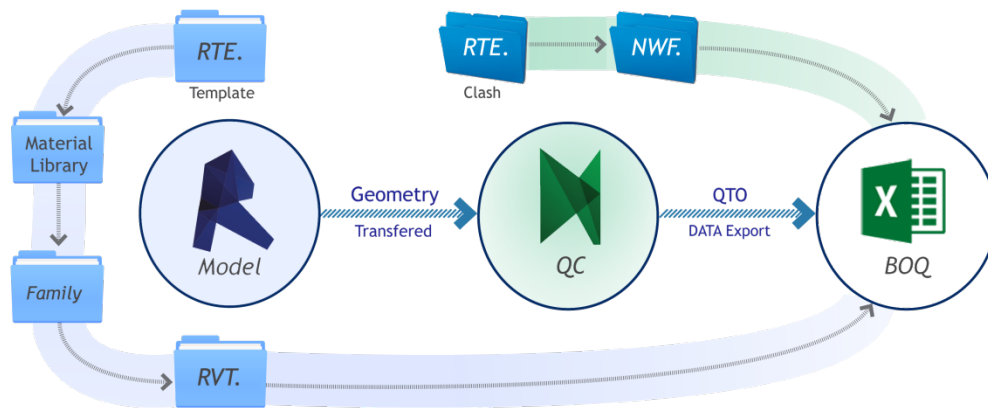 RTE.
Template
RTE.
Clash
NWF.
Material
Library
Family
RVT.
Model
Geometry
Transfered
QC
QTO
DATA Export
X
BOQ